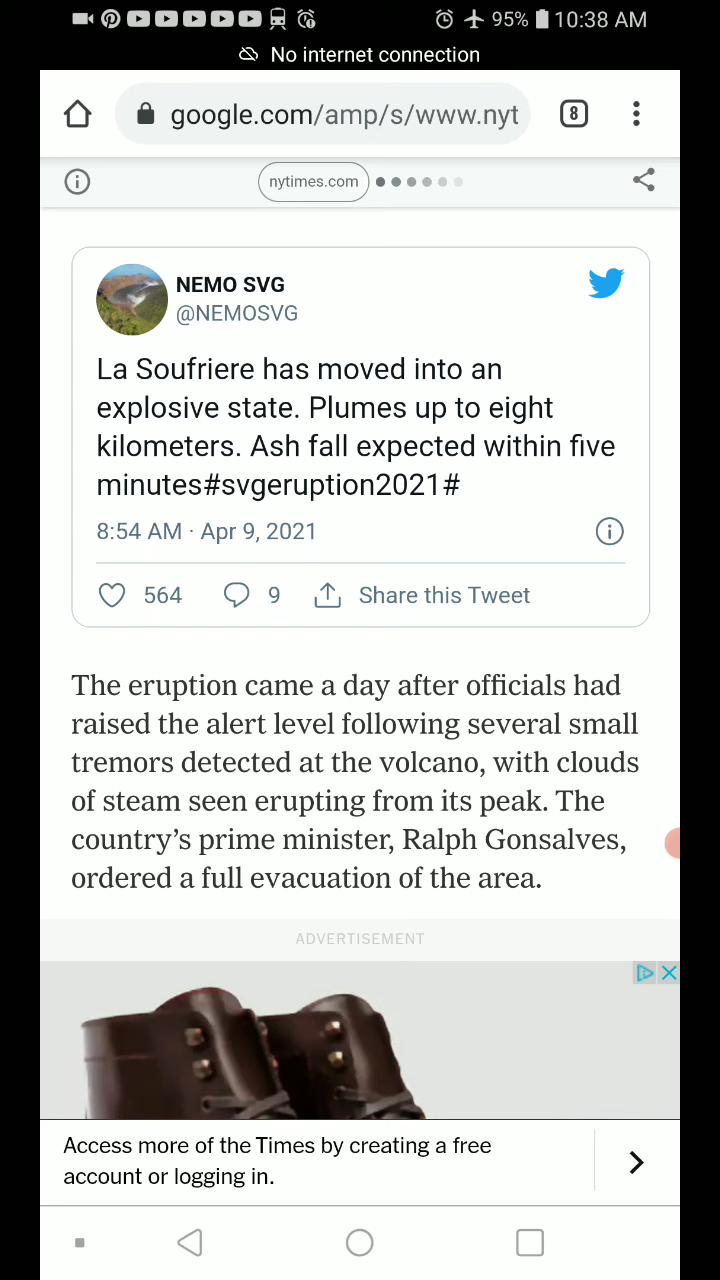 95% 10:38 AM
No internet connection
google.com/amp/s/www.nyt
8
nytimes.com
NEMO SVG
@NEMOSVG
La Soufriere has moved into an
explosive state. Plumes up to eight
kilometers. Ash fall expected within five
minutes#svgeruption2021#
8:54 AM · Apr 9, 2021
564 9 Share this Tweet
The eruption came a day after officials had
raised the alert level following several small
tremors detected at the volcano, with clouds
of steam seen erupting from its peak. The
country’s prime minister, Ralph Gonsalves,
ordered a full evacuation of the area.
ADVERTISEMENT
Access more of the Times by creating a free
account or logging in.